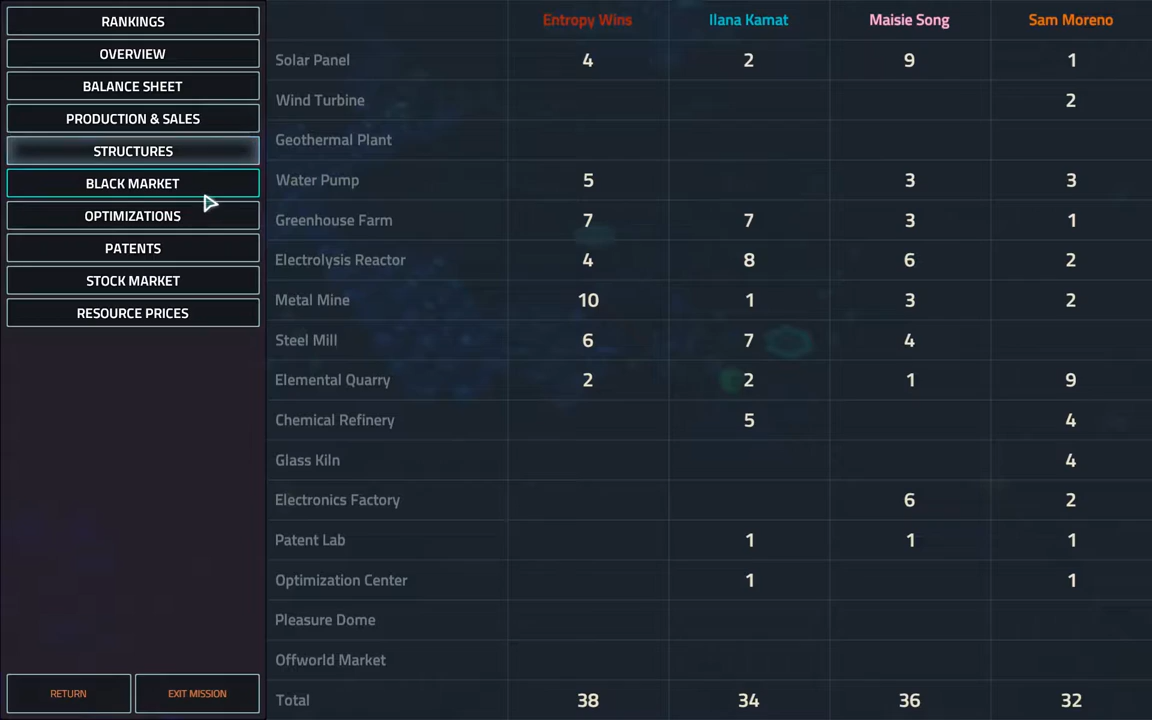 RANKINGS
OVERVIEW
BALANCE SHEET
PRODUCTION & SALES
STRUCTURES
BLACK MARKET
OPTIMIZATIONS
PATENTS
STOCK MARKET
RESOURCE PRICES
RETURN EXIT MISSION
Entropy Wins Ilana Kamat Maisie Song Sam Moreno
Solar Panel 4 2 9 1
Wind Turbine 2
Geothermal Plant
Water Pump 5 3 3
Greenhouse Farm 7 7 3 1
Electrolysis Reactor 4 8 6 2
Metal Mine 10 1 3 2
Steel Mill 6 7 4
Elemental Quarry 2 2 1 9
Chemical Refinery 5 4
Glass Kiln 4
Electronics Factory 6 2
Patent Lab 1 1 1
Optimization Center 1 1
Pleasure Dome
Offworld Market
Total 38 34 36 32